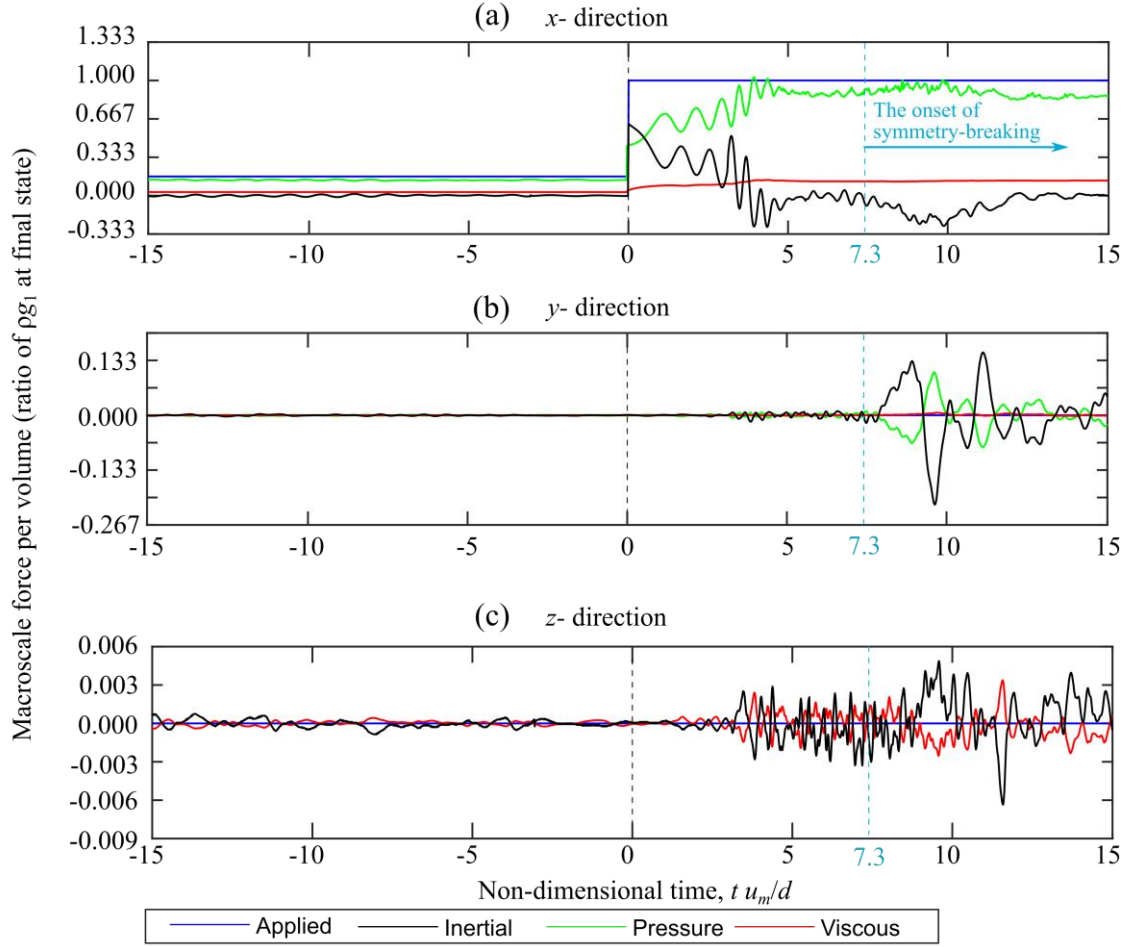 (a) x- direction
1.333
1.000
0.667
0.333
0.000
-0.333
The onset of
symmetry-breaking
-15 -10 -5 0 5 7.3 10 15
(b) y- direction
0.133
0.000
-0.133
-0.267
-15 -10 -5 0 5 7.3 10 15
(c) z- direction
0.006
0.003
0.000
-0.003
-0.006
-0.009
-15 -10 -5 0 5 7.3 10 15
Macroscale force per volume (ratio of ρg₁ at final state)
Non-dimensional time, t uₘ/d
Applied Inertial Pressure Viscous